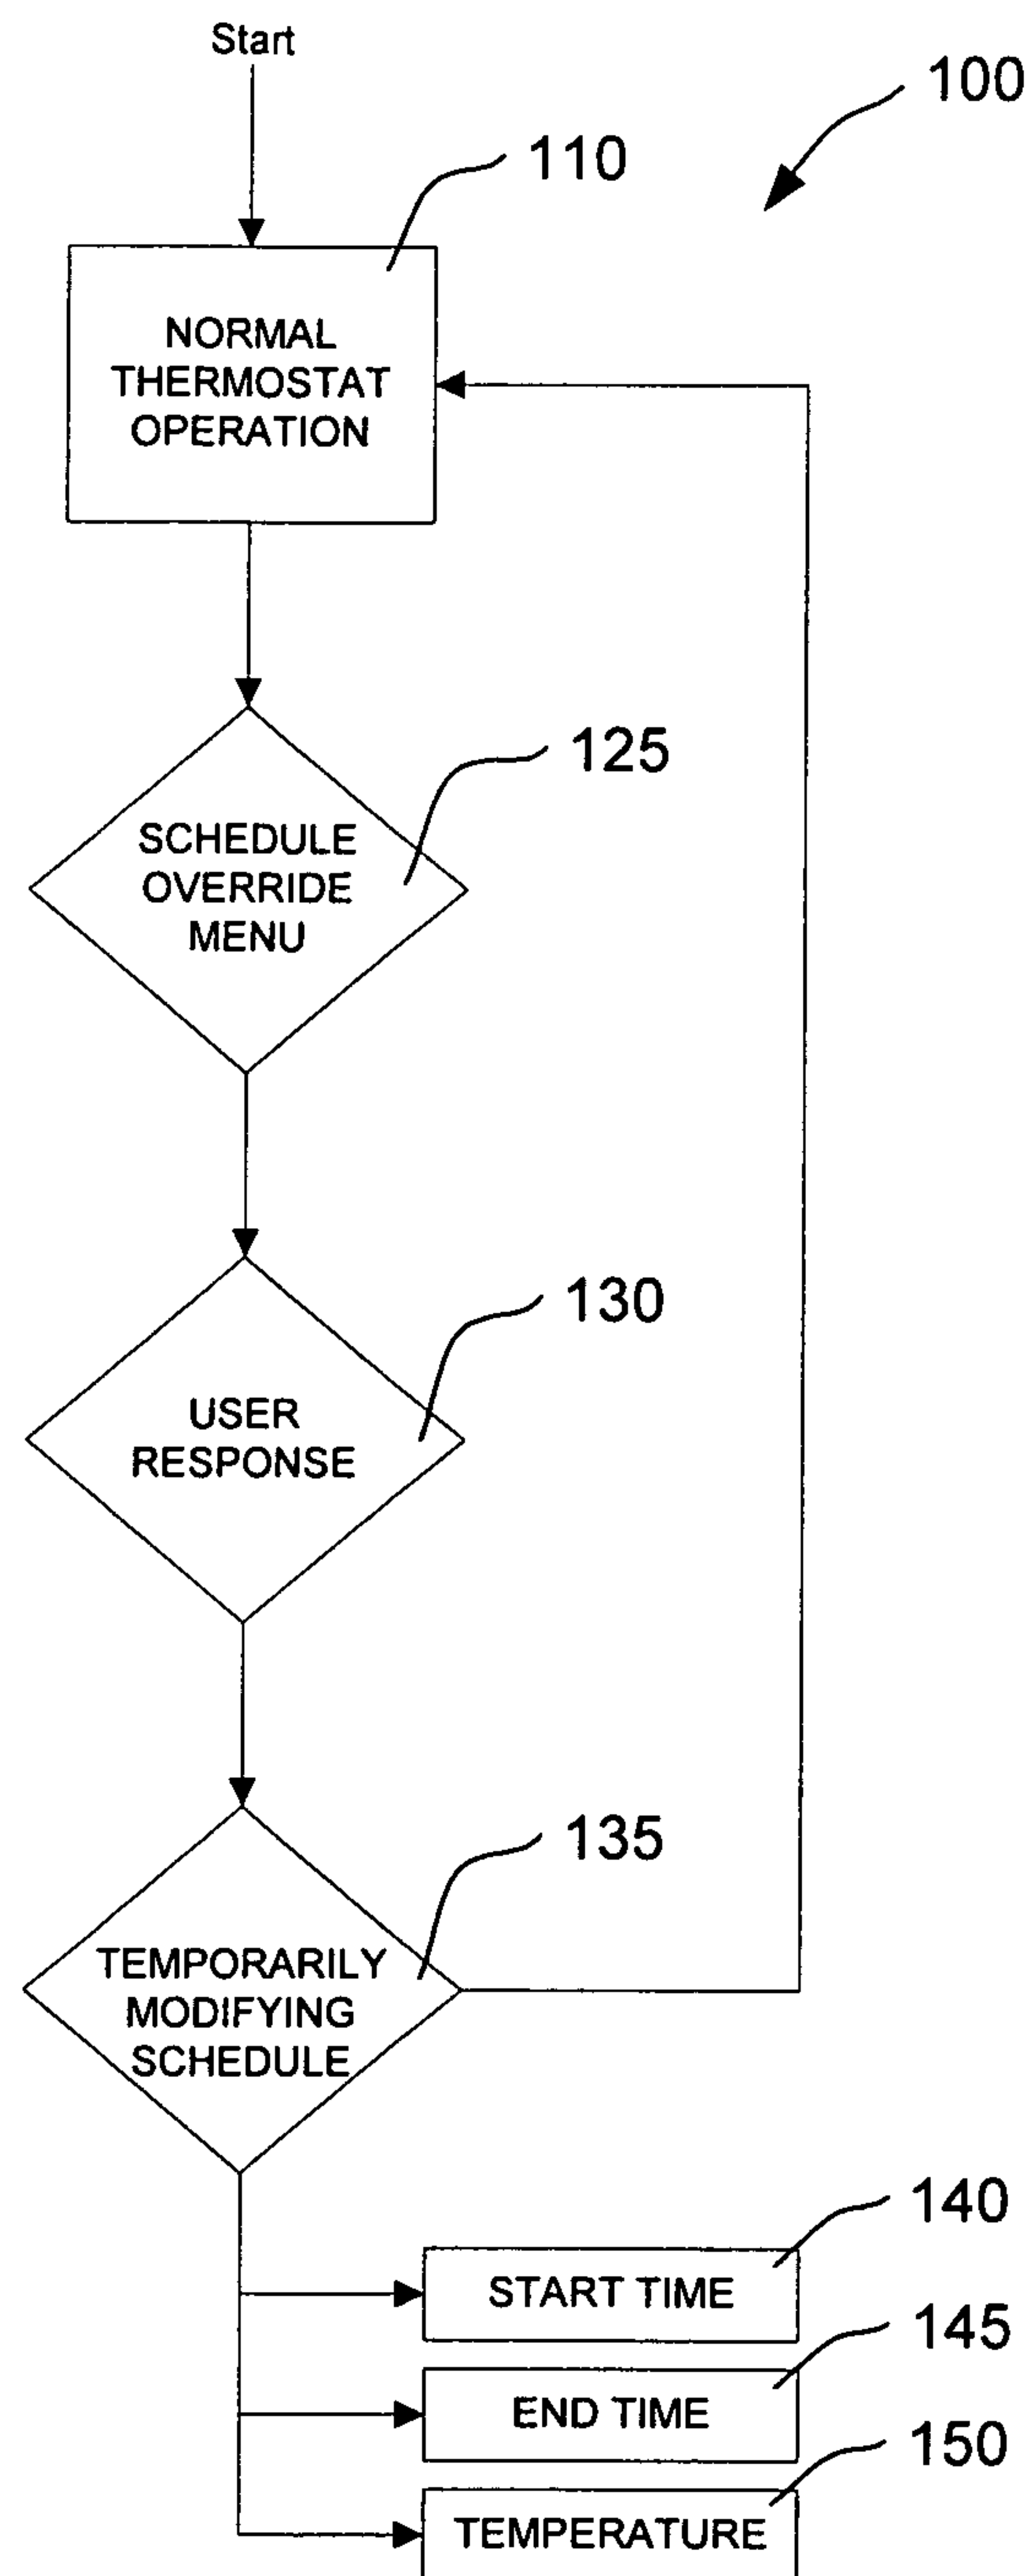 Start
100
110
NORMAL
THERMOSTAT
OPERATION
125
SCHEDULE
OVERRIDE
MENU
130
USER
RESPONSE
135
TEMPORARILY
MODIFYING
SCHEDULE
140
START TIME
145
END TIME
150
TEMPERATURE